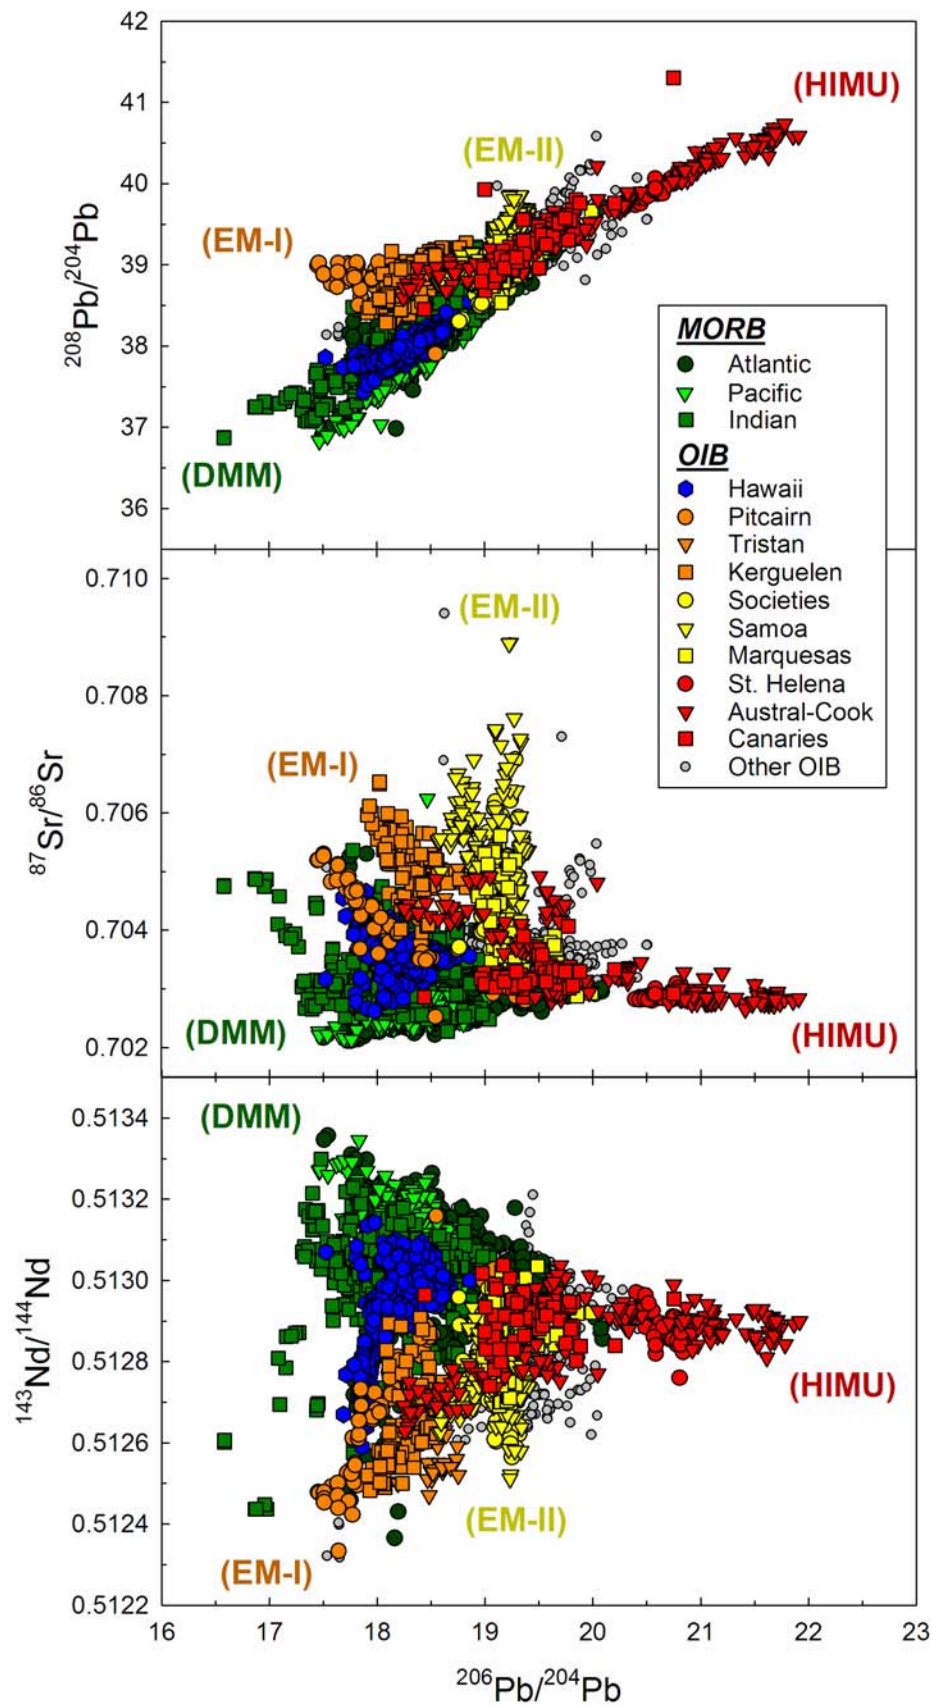 42
41
40
39
38
37
36
208Pb/204Pb
(HIMU)
(EM-II)
(EM-I)
(DMM)
MORB
Atlantic
Pacific
Indian
OIB
Hawaii
Pitcairn
Tristan
Kerguelen
Societies
Samoa
Marquesas
St. Helena
Austral-Cook
Canaries
Other OIB
0.710
0.708
0.706
0.704
0.702
87Sr/86Sr
(EM-II)
(EM-I)
(DMM)
(HIMU)
0.5134
0.5132
0.5130
0.5128
0.5126
0.5124
0.5122
143Nd/144Nd
(DMM)
(HIMU)
(EM-II)
(EM-I)
16 17 18 19 20 21 22 23
206Pb/204Pb